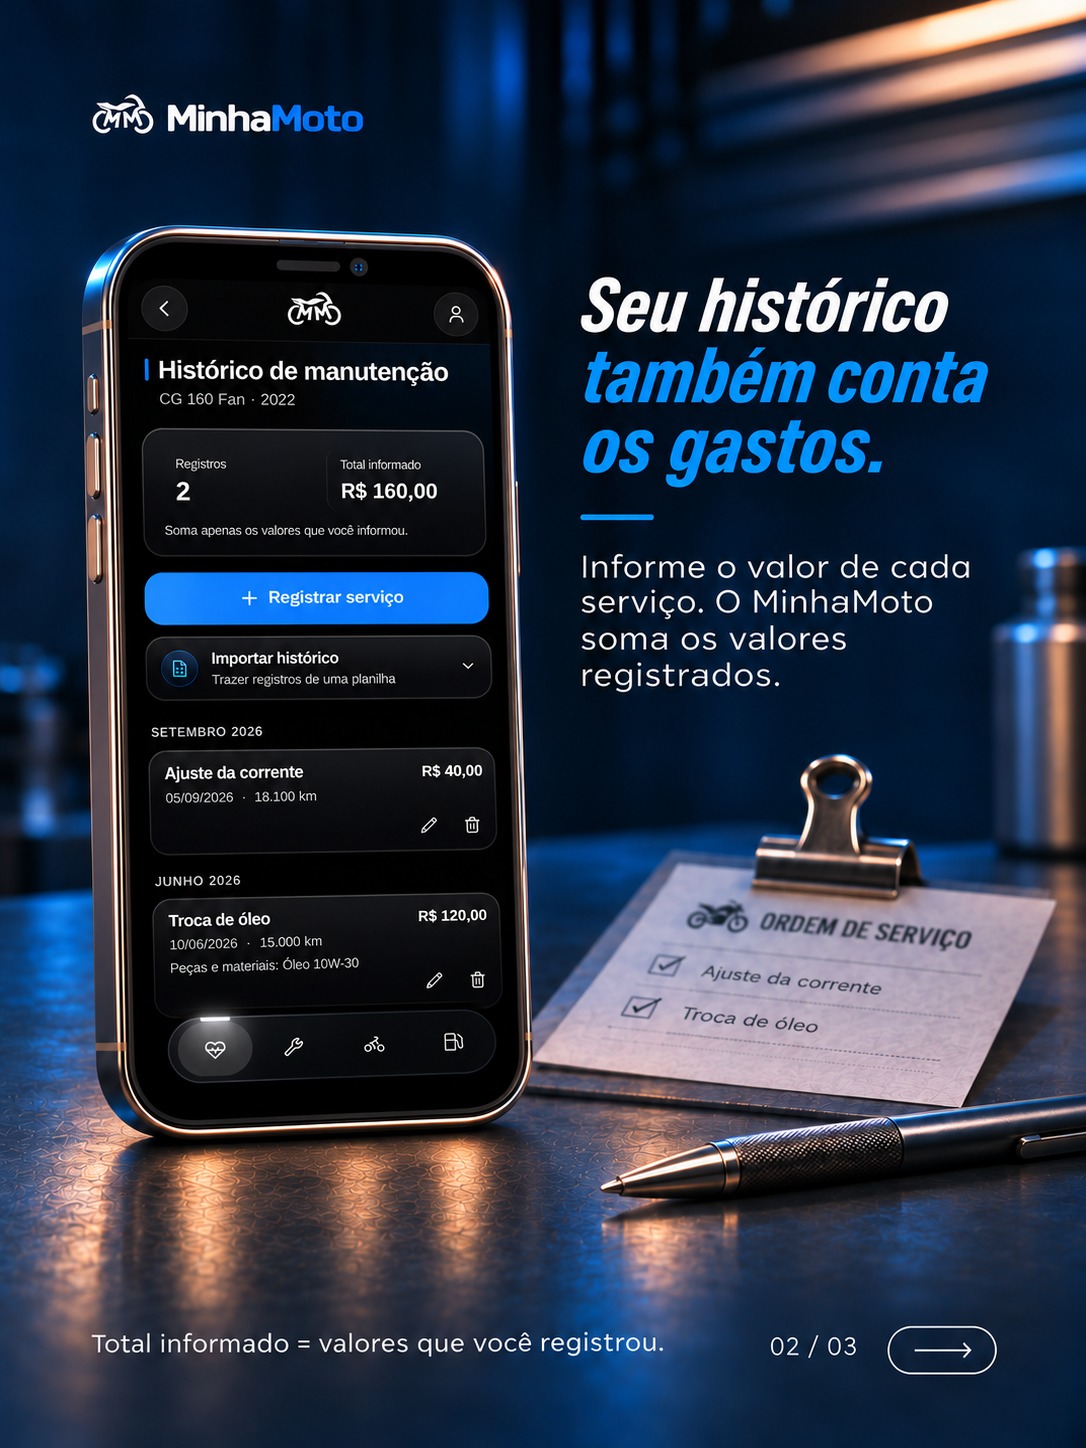 MinhaMoto
Seu histórico
também conta
os gastos.
Informe o valor de cada
serviço. O MinhaMoto
soma os valores
registrados.
MM
Histórico de manutenção
CG 160 Fan · 2022
Registros
2
Total informado
R$ 160,00
Soma apenas os valores que você informou.
+ Registrar serviço
Importar histórico
Trazer registros de uma planilha
SETEMBRO 2026
Ajuste da corrente
R$ 40,00
05/09/2026 · 18.100 km
JUNHO 2026
Troca de óleo
R$ 120,00
10/06/2026 · 15.000 km
Peças e materiais: Óleo 10W-30
ORDEM DE SERVIÇO
Ajuste da corrente
Troca de óleo
Total informado = valores que você registrou.
02 / 03